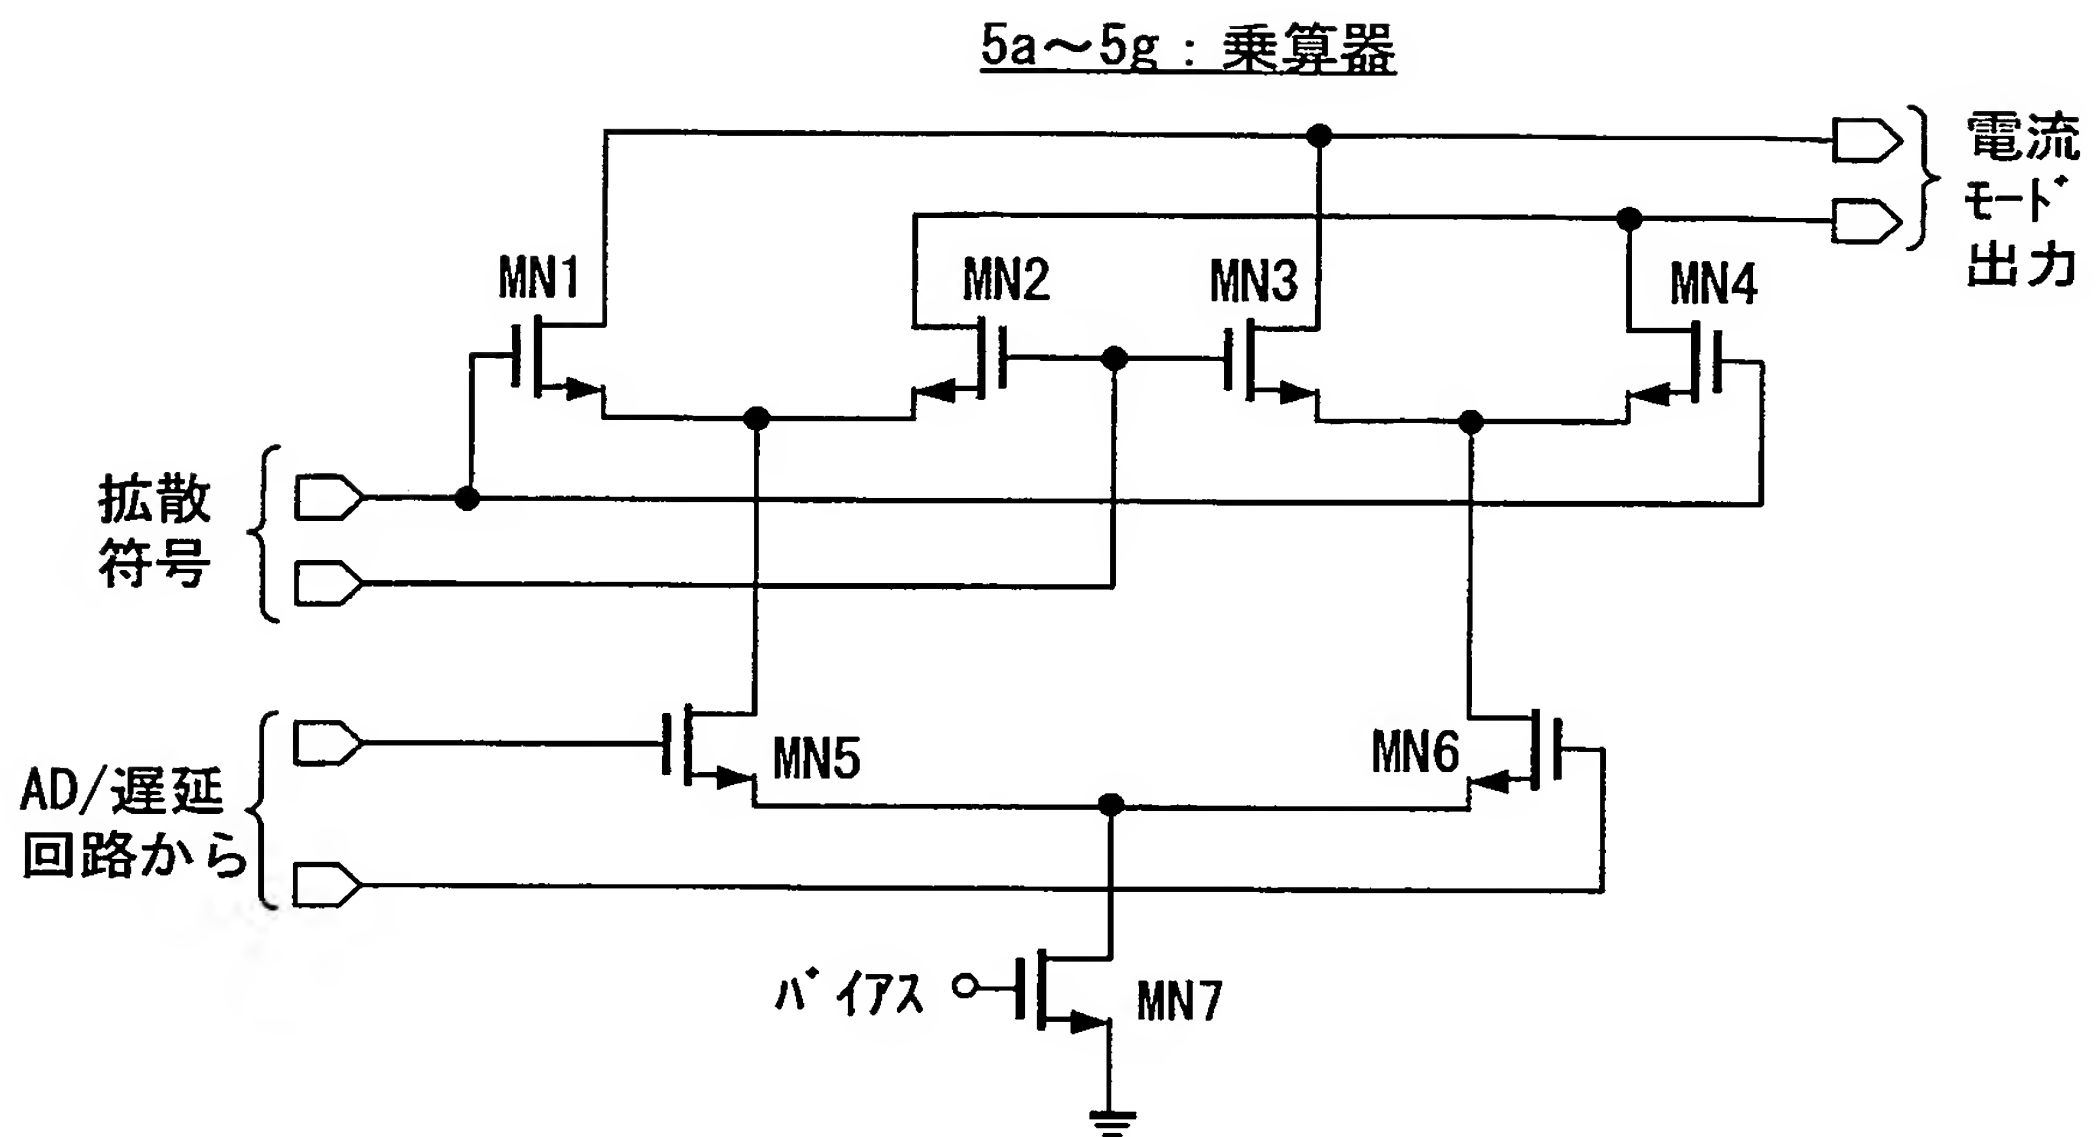 5a～5g：乗算器
電流
ﾓｰﾄﾞ
出力
MN1
MN2
MN3
MN4
拡散
符号
MN5
MN6
AD/遅延
回路から
ﾊﾞｲｱｽ
MN7